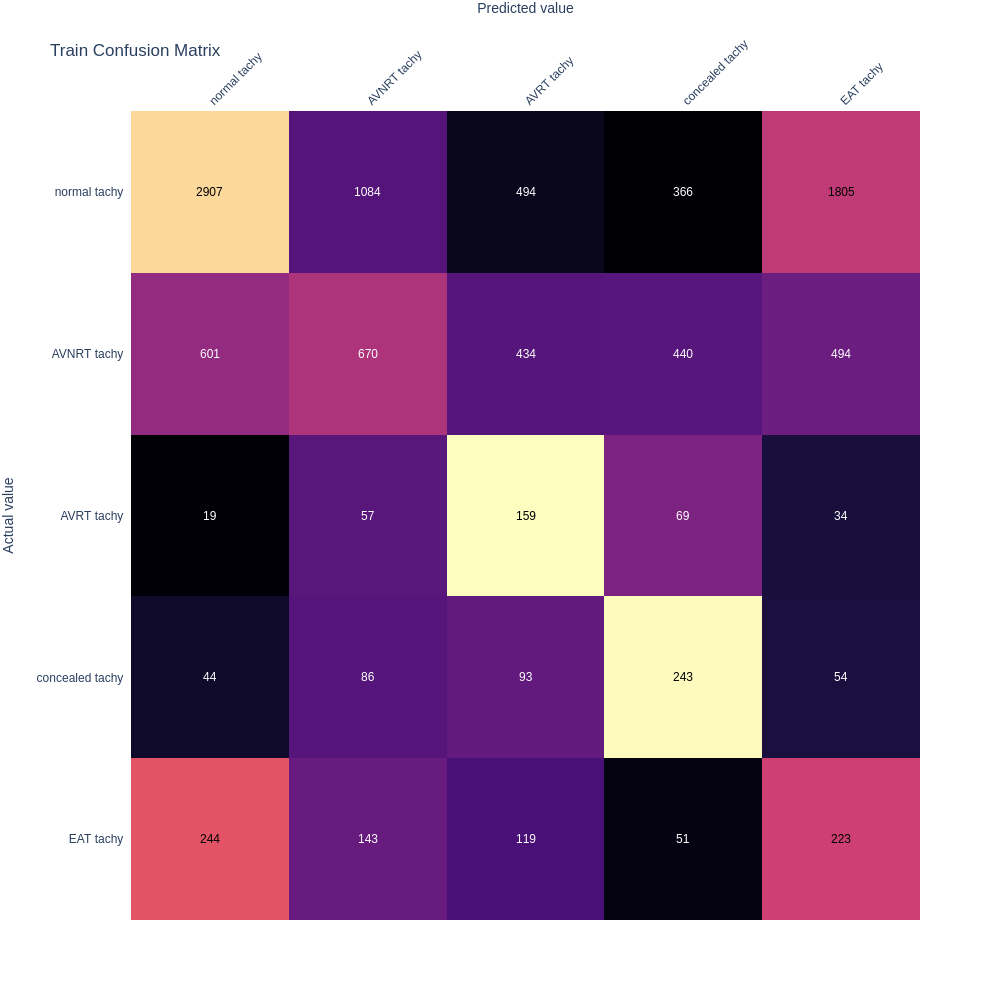 Predicted value
Train Confusion Matrix
normal tachy
AVNRT tachy
AVRT tachy
concealed tachy
EAT tachy
normal tachy 2907 1084 494 366 1805
AVNRT tachy 601 670 434 440 494
Actual value
AVRT tachy 19 57 159 69 34
concealed tachy 44 86 93 243 54
EAT tachy 244 143 119 51 223